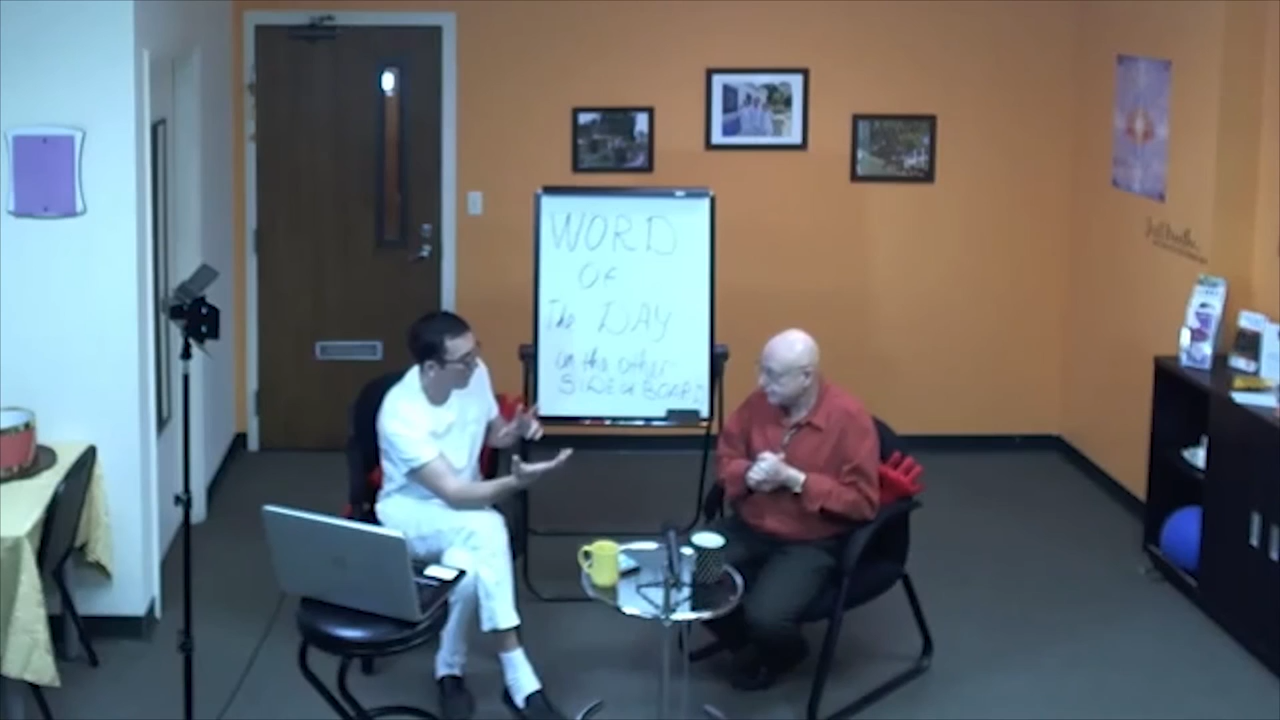 WORD
OF
The DAY
on the other
SIDE of BOARD